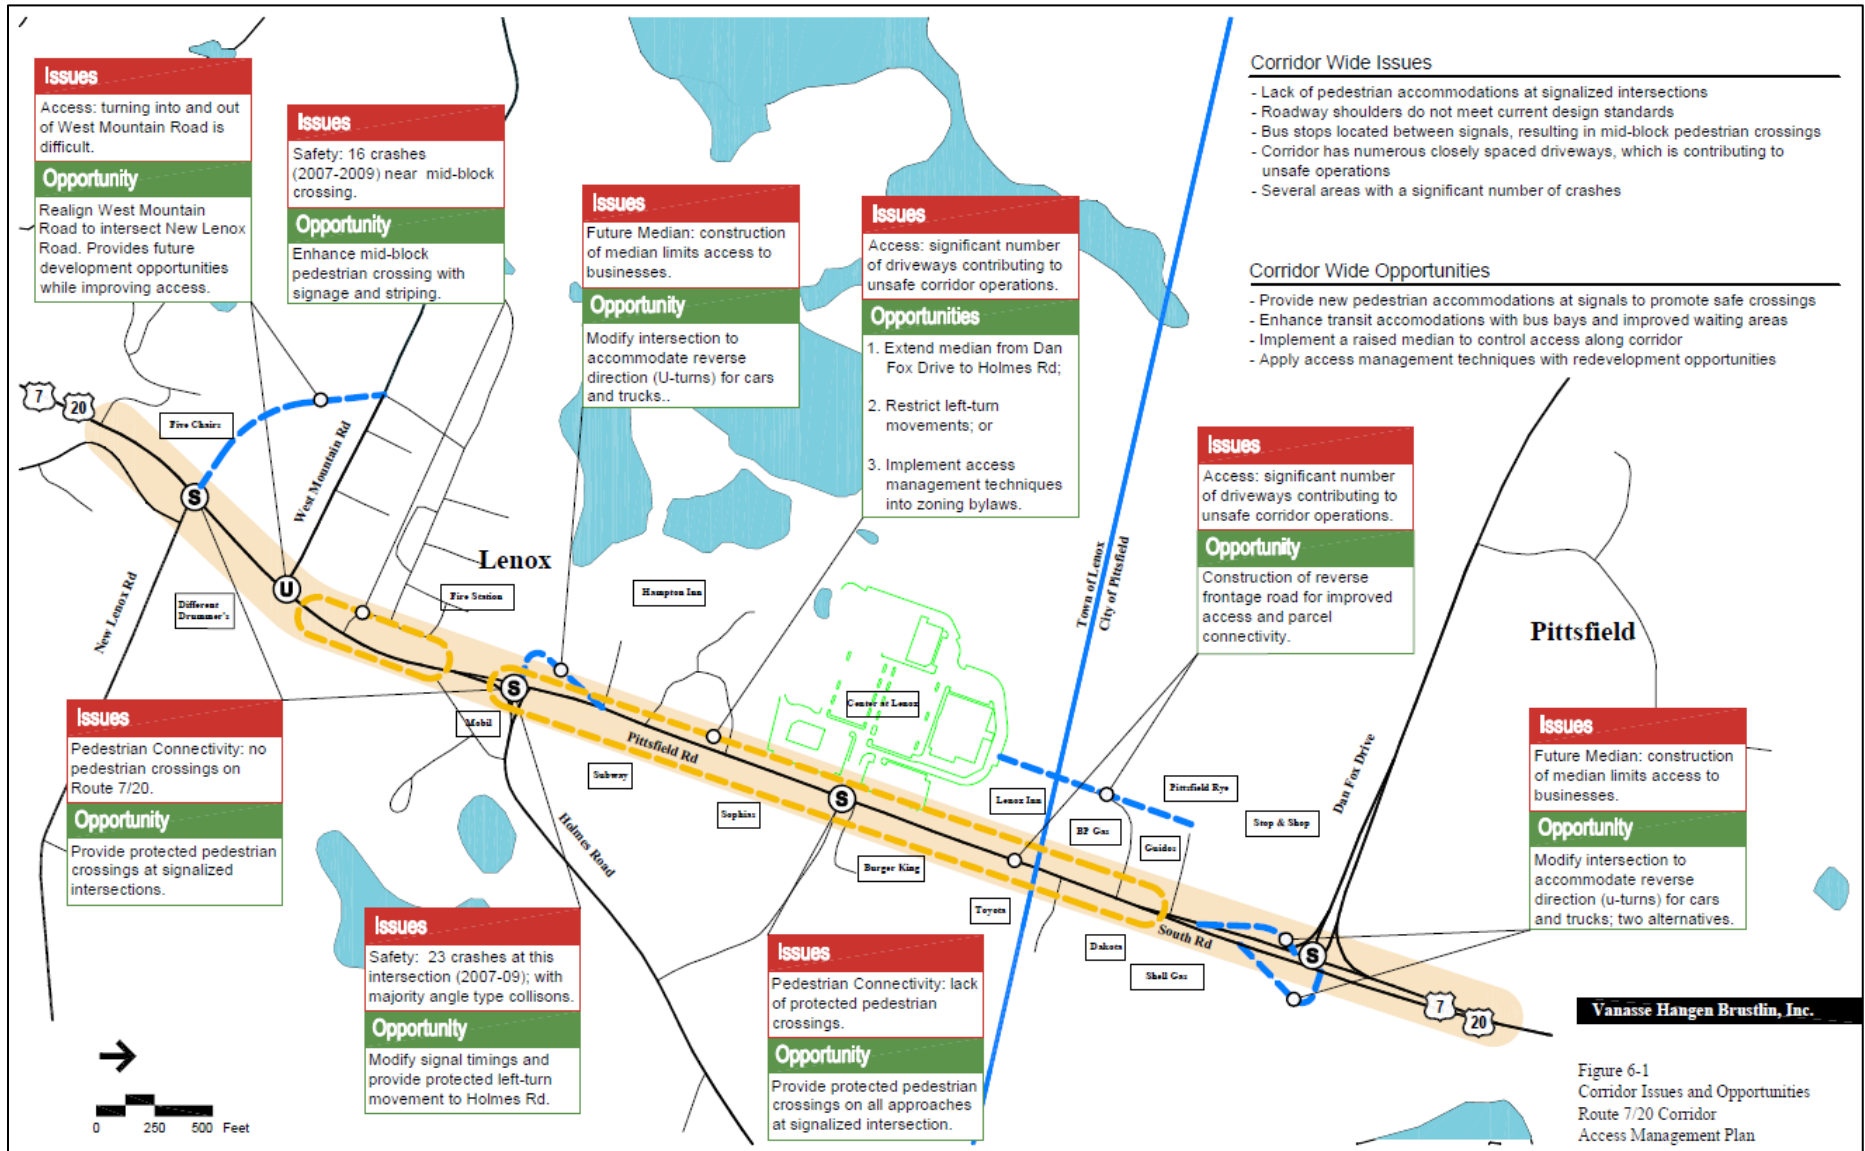 Issues
Access: turning into and out
of West Mountain Road is
difficult.
Opportunity
Realign West Mountain
Road to intersect New Lenox
Road. Provides future
development opportunities
while improving access.
Issues
Safety: 16 crashes
(2007-2009) near mid-block
crossing.
Opportunity
Enhance mid-block
pedestrian crossing with
signage and striping.
Issues
Future Median: construction
of median limits access to
businesses.
Opportunity
Modify intersection to
accommodate reverse
direction (U-turns) for cars
and trucks..
Issues
Access: significant number
of driveways contributing to
unsafe corridor operations.
Opportunities
1. Extend median from Dan
Fox Drive to Holmes Rd;
2. Restrict left-turn
movements; or
3. Implement access
management techniques
into zoning bylaws.
Corridor Wide Issues
- Lack of pedestrian accommodations at signalized intersections
- Roadway shoulders do not meet current design standards
- Bus stops located between signals, resulting in mid-block pedestrian crossings
- Corridor has numerous closely spaced driveways, which is contributing to
unsafe operations
- Several areas with a significant number of crashes
Corridor Wide Opportunities
- Provide new pedestrian accommodations at signals to promote safe crossings
- Enhance transit accomodations with bus bays and improved waiting areas
- Implement a raised median to control access along corridor
- Apply access management techniques with redevelopment opportunities
Issues
Access: significant number
of driveways contributing to
unsafe corridor operations.
Opportunity
Construction of reverse
frontage road for improved
access and parcel
connectivity.
7
20
Five Chairs
S
West Mountain Rd
U
New Lenox Rd
Different
Drummer's
Lenox
Fire Station
Hampton Inn
S
Mobil
Pittsfield Rd
Subway
Sophias
Holmes Road
Center at Lenox
S
Burger King
Lenox Inn
Toyota
Town of Lenox
City of Pittsfield
BP Gas
Guidos
Pittsfield Rye
Stop & Shop
Dakota
Shell Gas
South Rd
Dan Fox Drive
Pittsfield
S
7
20
Issues
Pedestrian Connectivity: no
pedestrian crossings on
Route 7/20.
Opportunity
Provide protected pedestrian
crossings at signalized
intersections.
Issues
Safety: 23 crashes at this
intersection (2007-09); with
majority angle type collisons.
Opportunity
Modify signal timings and
provide protected left-turn
movement to Holmes Rd.
Issues
Pedestrian Connectivity: lack
of protected pedestrian
crossings.
Opportunity
Provide protected pedestrian
crossings on all approaches
at signalized intersection.
Issues
Future Median: construction
of median limits access to
businesses.
Opportunity
Modify intersection to
accommodate reverse
direction (u-turns) for cars
and trucks; two alternatives.
0 250 500 Feet
Vanasse Hangen Brustlin, Inc.
Figure 6-1
Corridor Issues and Opportunities
Route 7/20 Corridor
Access Management Plan